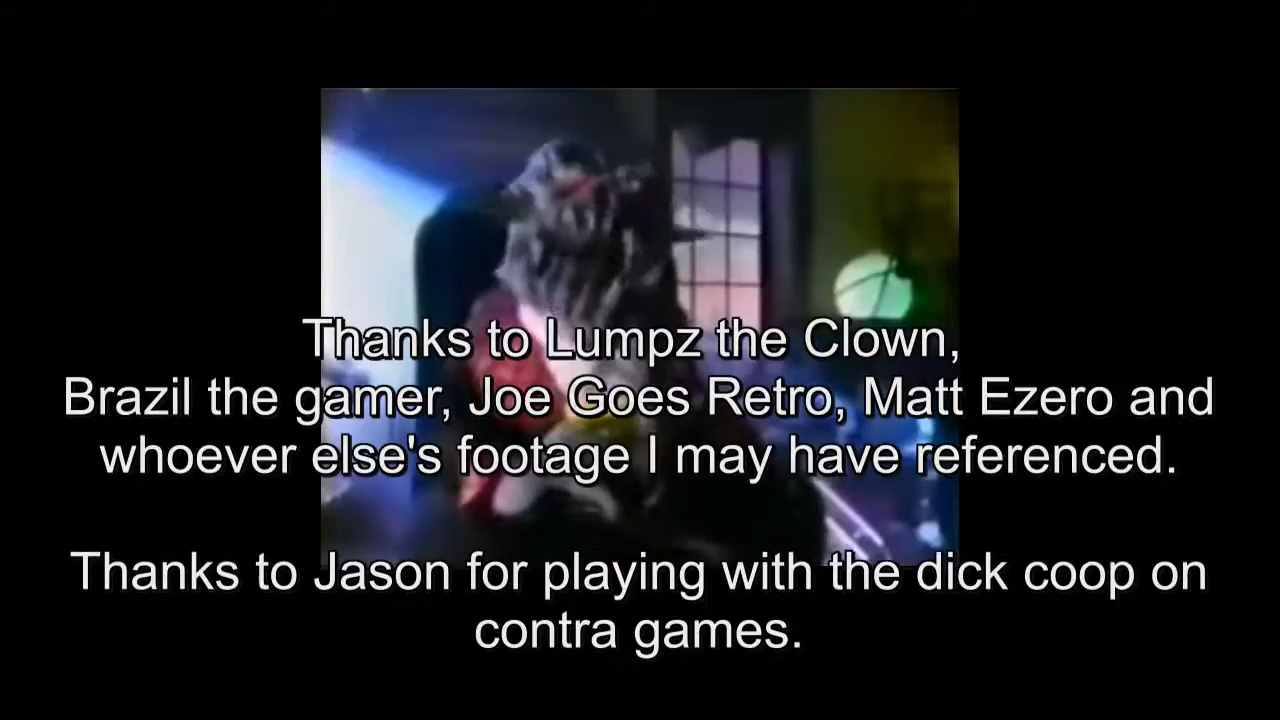 Thanks to Lumpz the Clown,
Brazil the gamer, Joe Goes Retro, Matt Ezero and
whoever else's footage I may have referenced.
Thanks to Jason for playing with the dick coop on
contra games.